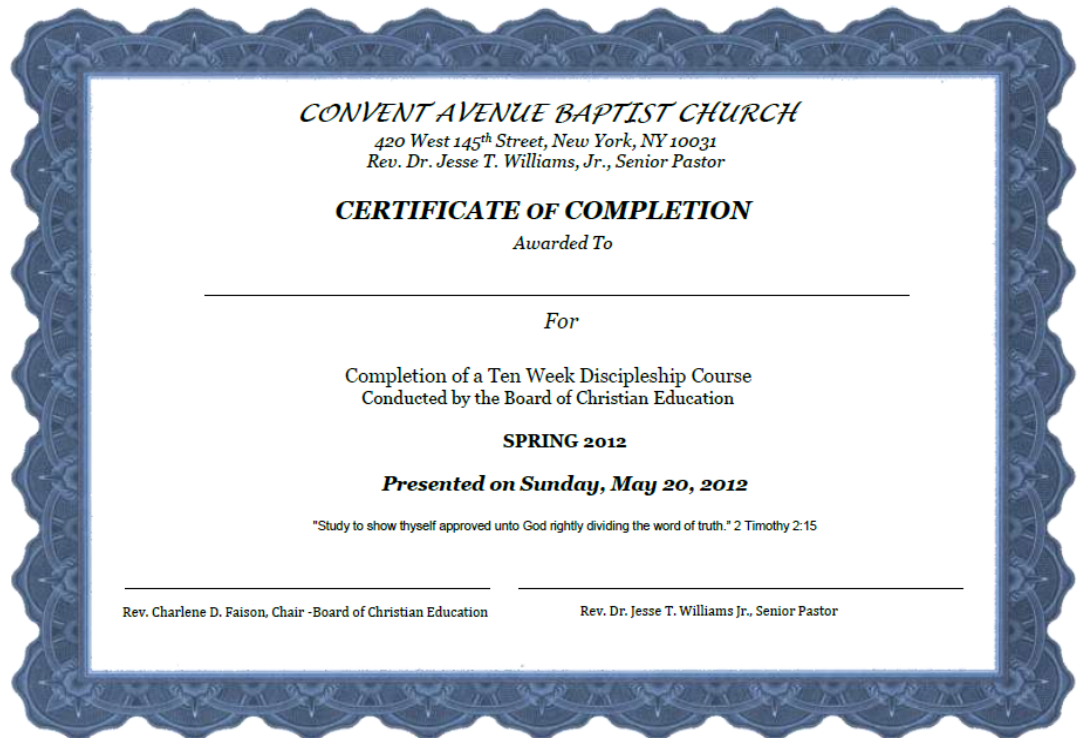 CONVENT AVENUE BAPTIST CHURCH
420 West 145th Street, New York, NY 10031
Rev. Dr. Jesse T. Williams, Jr., Senior Pastor
CERTIFICATE OF COMPLETION
Awarded To
For
Completion of a Ten Week Discipleship Course
Conducted by the Board of Christian Education
SPRING 2012
Presented on Sunday, May 20, 2012
"Study to show thyself approved unto God rightly dividing the word of truth." 2 Timothy 2:15
Rev. Charlene D. Faison, Chair -Board of Christian Education
Rev. Dr. Jesse T. Williams Jr., Senior Pastor